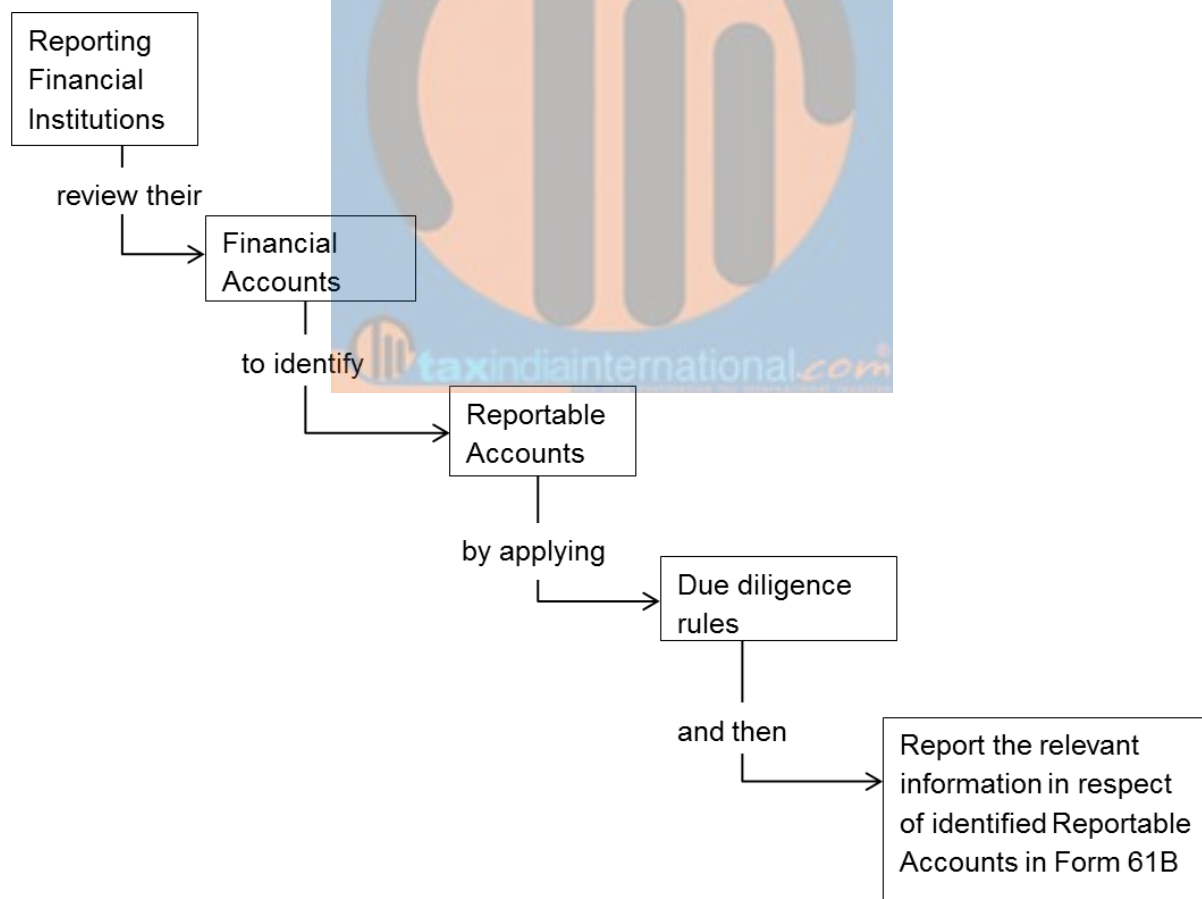 Reporting
Financial
Institutions
review their
Financial
Accounts
to identify
taxindiainternational.com
Reportable
Accounts
by applying
Due diligence
rules
and then
Report the relevant
information in respect
of identified Reportable
Accounts in Form 61B